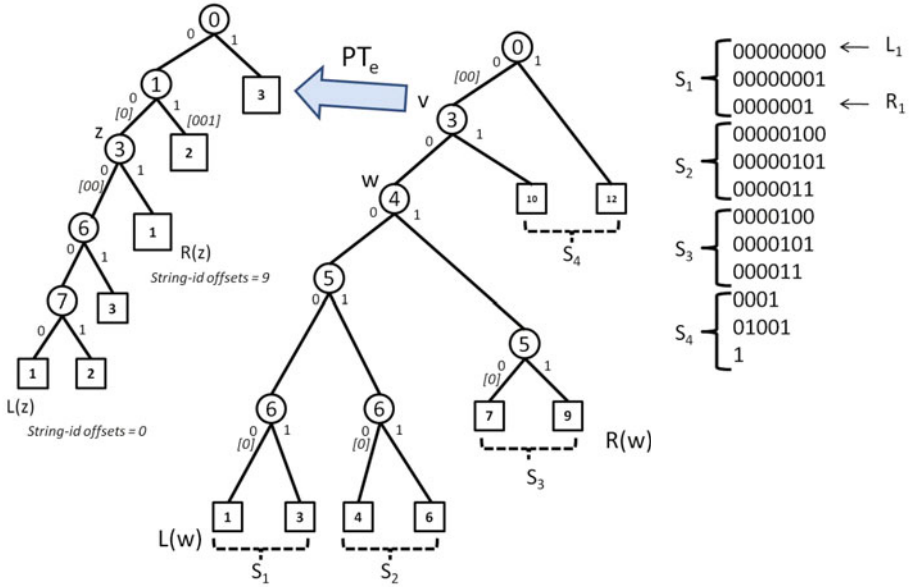 0
0 1
1
3
0 1
[0] [001]
z
3
2
0 1
[00]
6
1
R(z)
String-id offsets = 9
0 1
7
3
0 1
1 2
L(z)
String-id offsets = 0
PTe
0
[00] 0 1
v
3
0 1
w
4
10 12
S4
0 1
5
0 1
5
0 1
[0]
7 9
S3
R(w)
6 6
0 1 0 1
[0] [0]
1 3 4 6
L(w)
S1 S2
S1
00000000 ← L1
00000001
0000001 ← R1
S2
00000100
00000101
0000011
S3
0000100
0000101
000011
S4
0001
01001
1